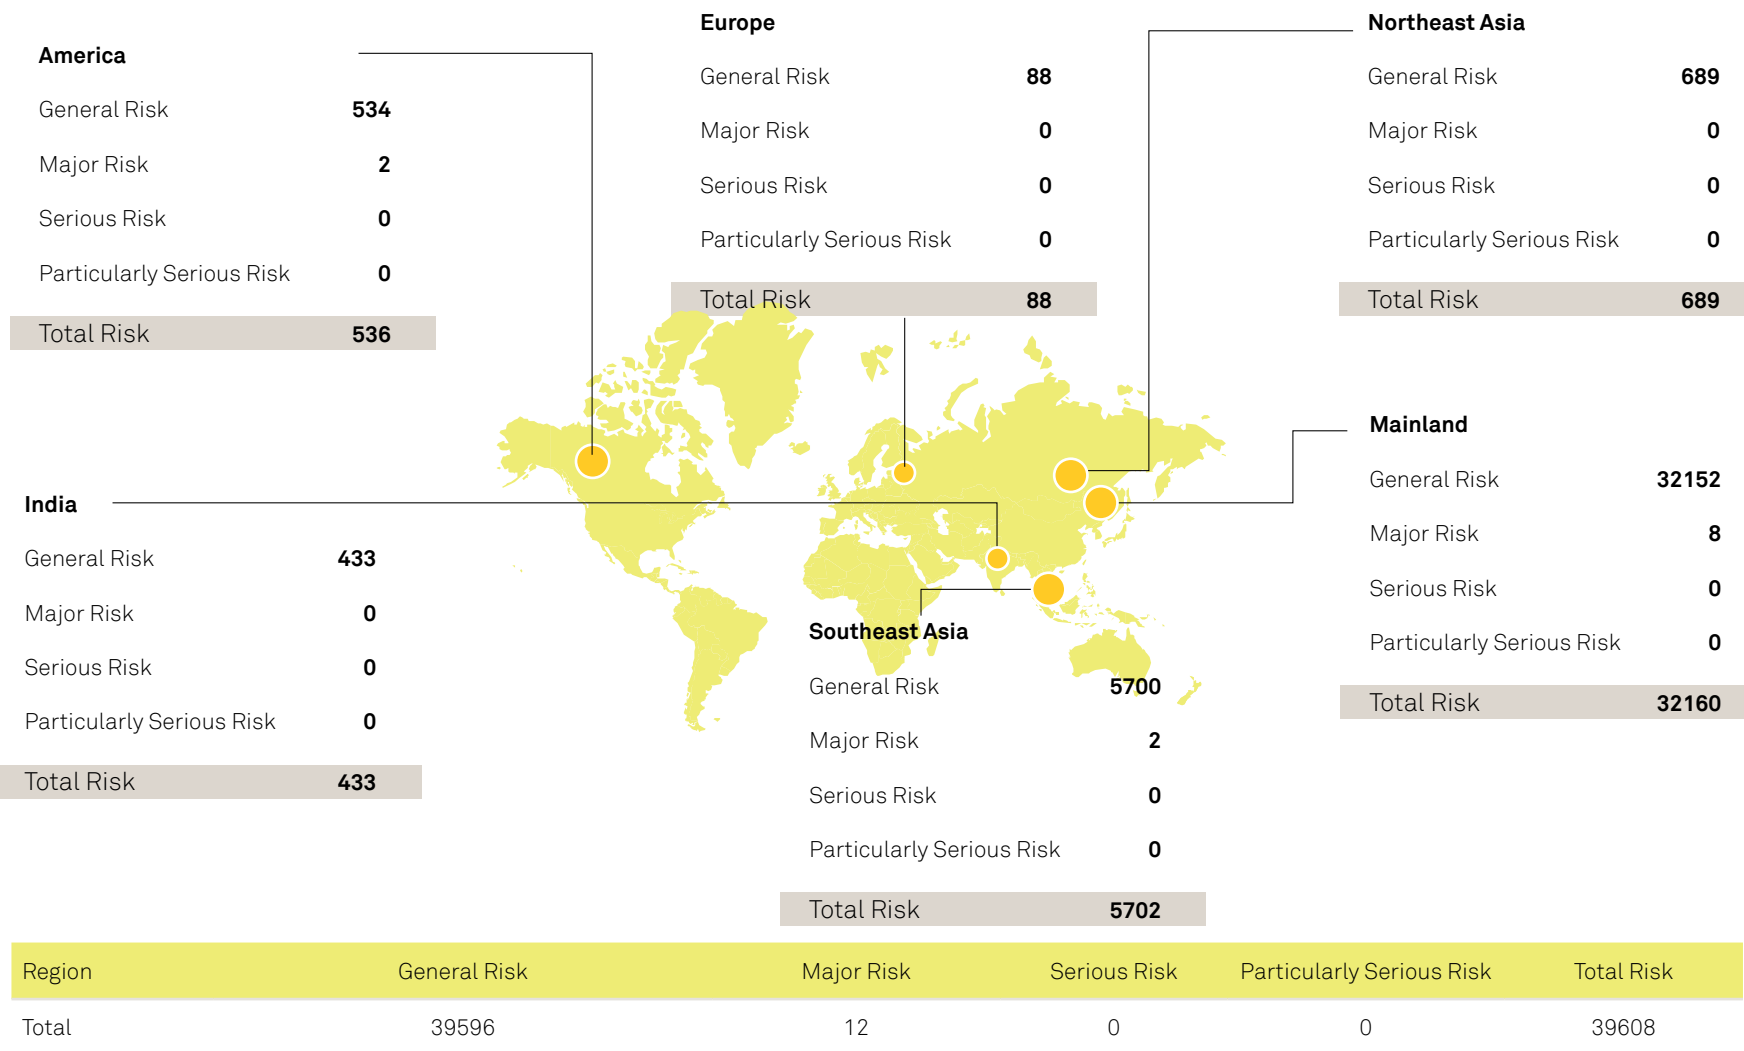 America
General Risk 534
Major Risk 2
Serious Risk 0
Particularly Serious Risk 0
Total Risk 536
Europe
General Risk 88
Major Risk 0
Serious Risk 0
Particularly Serious Risk 0
Total Risk 88
Northeast Asia
General Risk 689
Major Risk 0
Serious Risk 0
Particularly Serious Risk 0
Total Risk 689
India
General Risk 433
Major Risk 0
Serious Risk 0
Particularly Serious Risk 0
Total Risk 433
Southeast Asia
General Risk 5700
Major Risk 2
Serious Risk 0
Particularly Serious Risk 0
Total Risk 5702
Mainland
General Risk 32152
Major Risk 8
Serious Risk 0
Particularly Serious Risk 0
Total Risk 32160
Region General Risk Major Risk Serious Risk Particularly Serious Risk Total Risk
Total 39596 12 0 0 39608